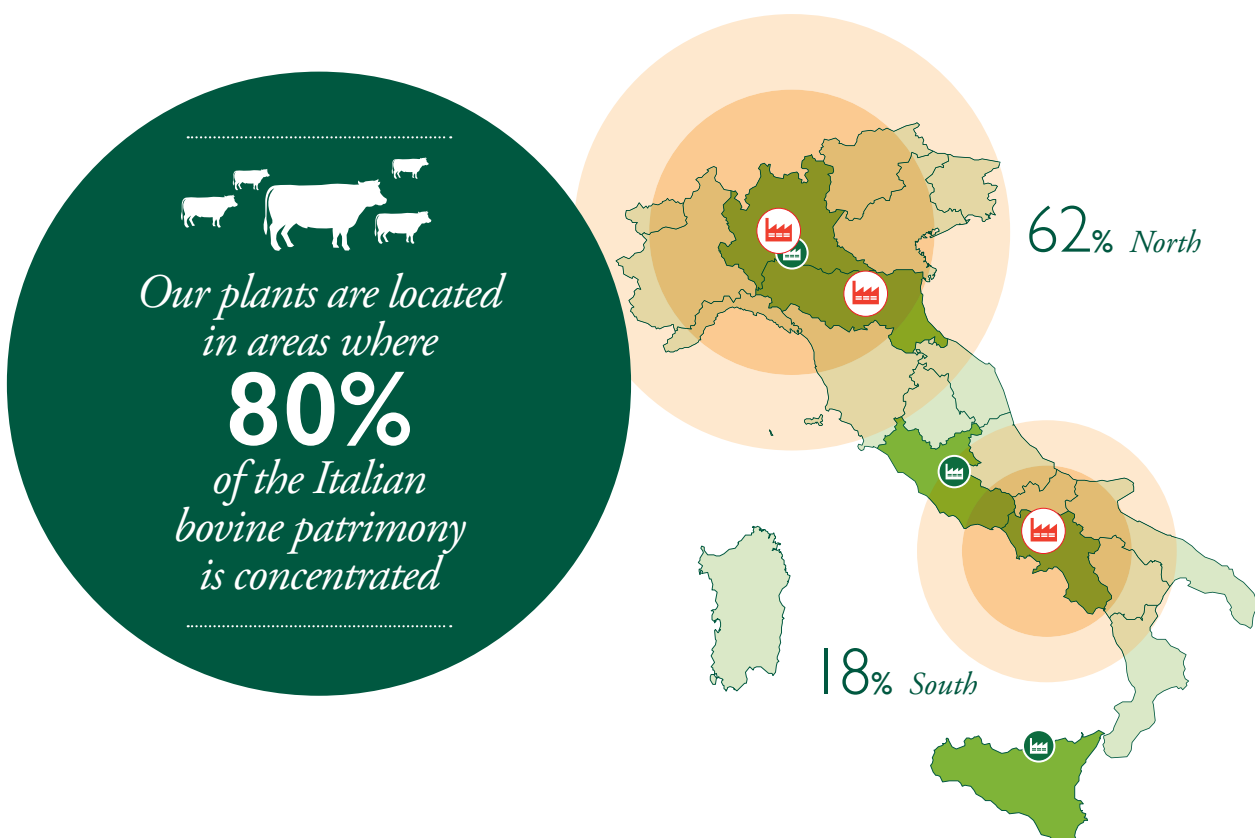 Our plants are located
in areas where
80%
of the Italian
bovine patrimony
is concentrated
62% North
18% South